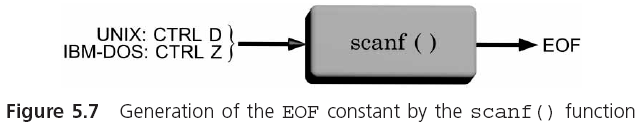 UNIX: CTRL D
IBM-DOS: CTRL Z
scanf ( )
EOF
Figure 5.7 Generation of the EOF constant by the scanf() function